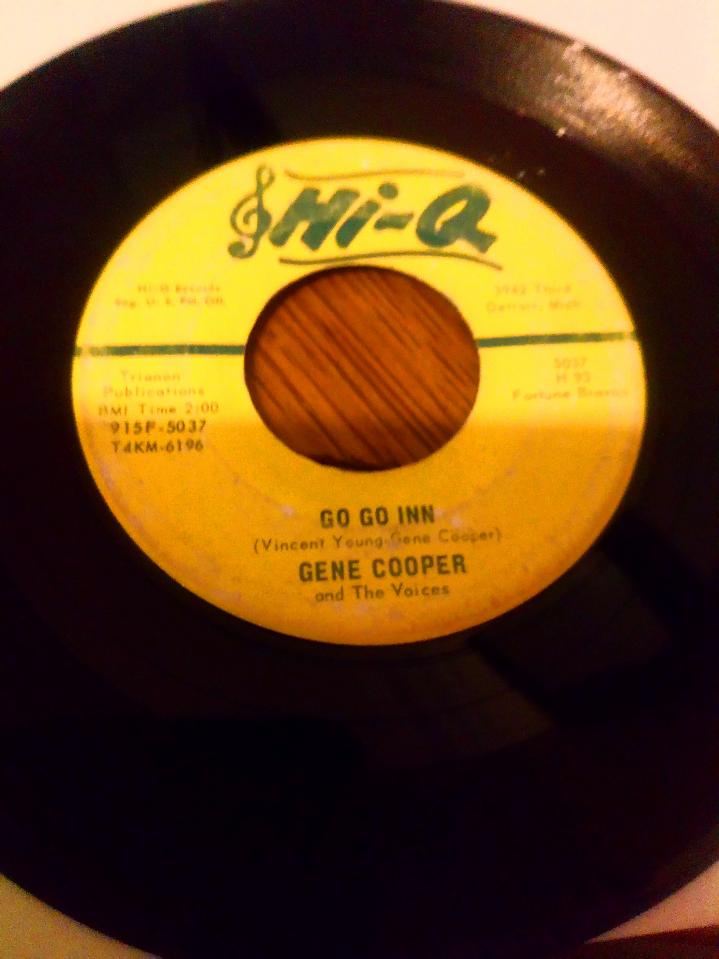 Hi-Q
Hi-Q Records
Reg. U. S. Pat. Off.
3942 Third
Detroit, Mich.
Trianon
Publications
BMI Time 2:00
915F-5037
T4KM-6196
5037
H 93
Fortune
GO GO INN
(Vincent Young-Gene Cooper)
GENE COOPER
and The Voices